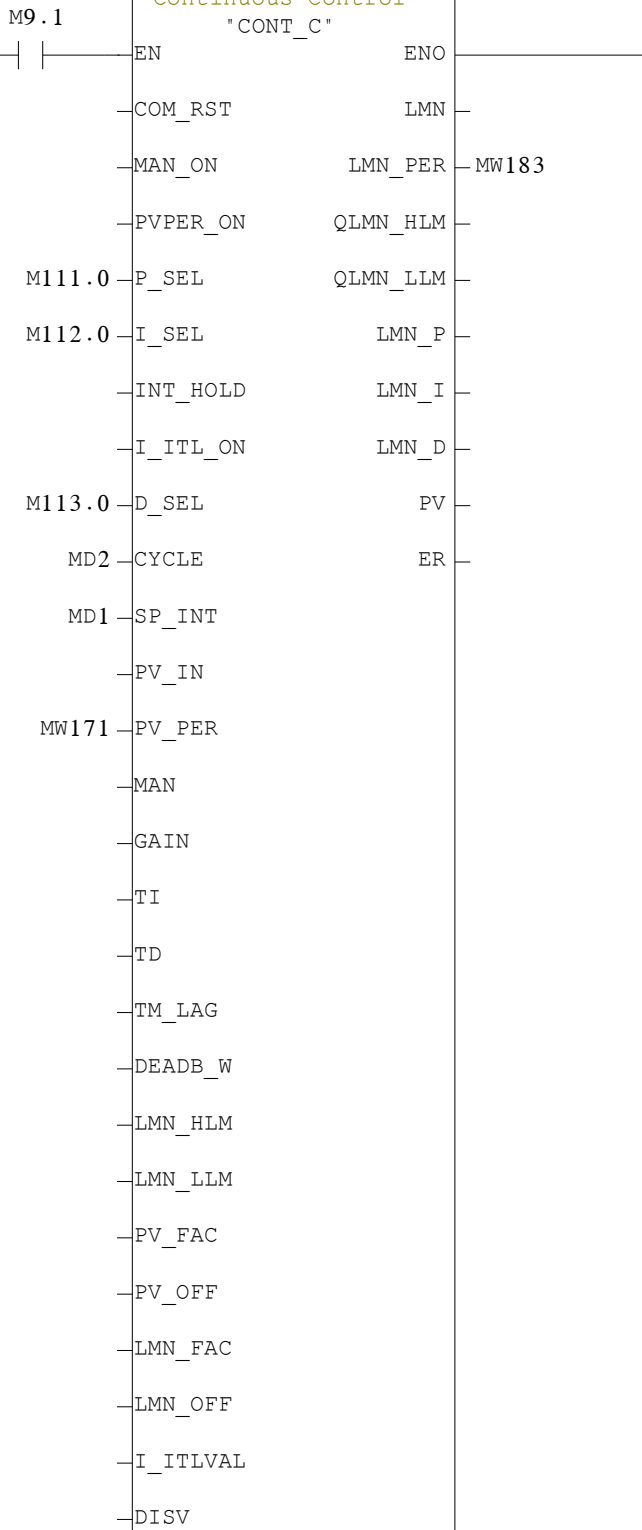 Continuous Control
M9.1
"CONT_C"
EN ENO
COM_RST LMN
MAN_ON LMN_PER MW183
PVPER_ON QLMN_HLM
M111.0 P_SEL QLMN_LLM
M112.0 I_SEL LMN_P
INT_HOLD LMN_I
I_ITL_ON LMN_D
M113.0 D_SEL PV
MD2 CYCLE ER
MD1 SP_INT
PV_IN
MW171 PV_PER
MAN
GAIN
TI
TD
TM_LAG
DEADB_W
LMN_HLM
LMN_LLM
PV_FAC
PV_OFF
LMN_FAC
LMN_OFF
I_ITLVAL
DISV